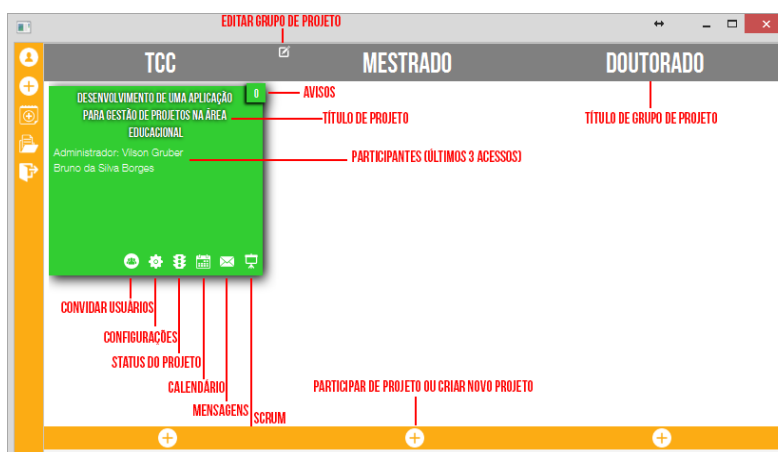 EDITAR GRUPO DE PROJETO
TCC
MESTRADO
DOUTORADO
0
AVISOS
DESENVOLVIMENTO DE UMA APLICAÇÃO
PARA GESTÃO DE PROJETOS NA ÁREA
EDUCACIONAL
TÍTULO DE PROJETO
TÍTULO DE GRUPO DE PROJETO
Administrador: Vilson Gruber
Bruno da Silva Borges
PARTICIPANTES (ÚLTIMOS 3 ACESSOS)
CONVIDAR USUÁRIOS
CONFIGURAÇÕES
STATUS DO PROJETO
CALENDÁRIO
MENSAGENS
SCRUM
PARTICIPAR DE PROJETO OU CRIAR NOVO PROJETO